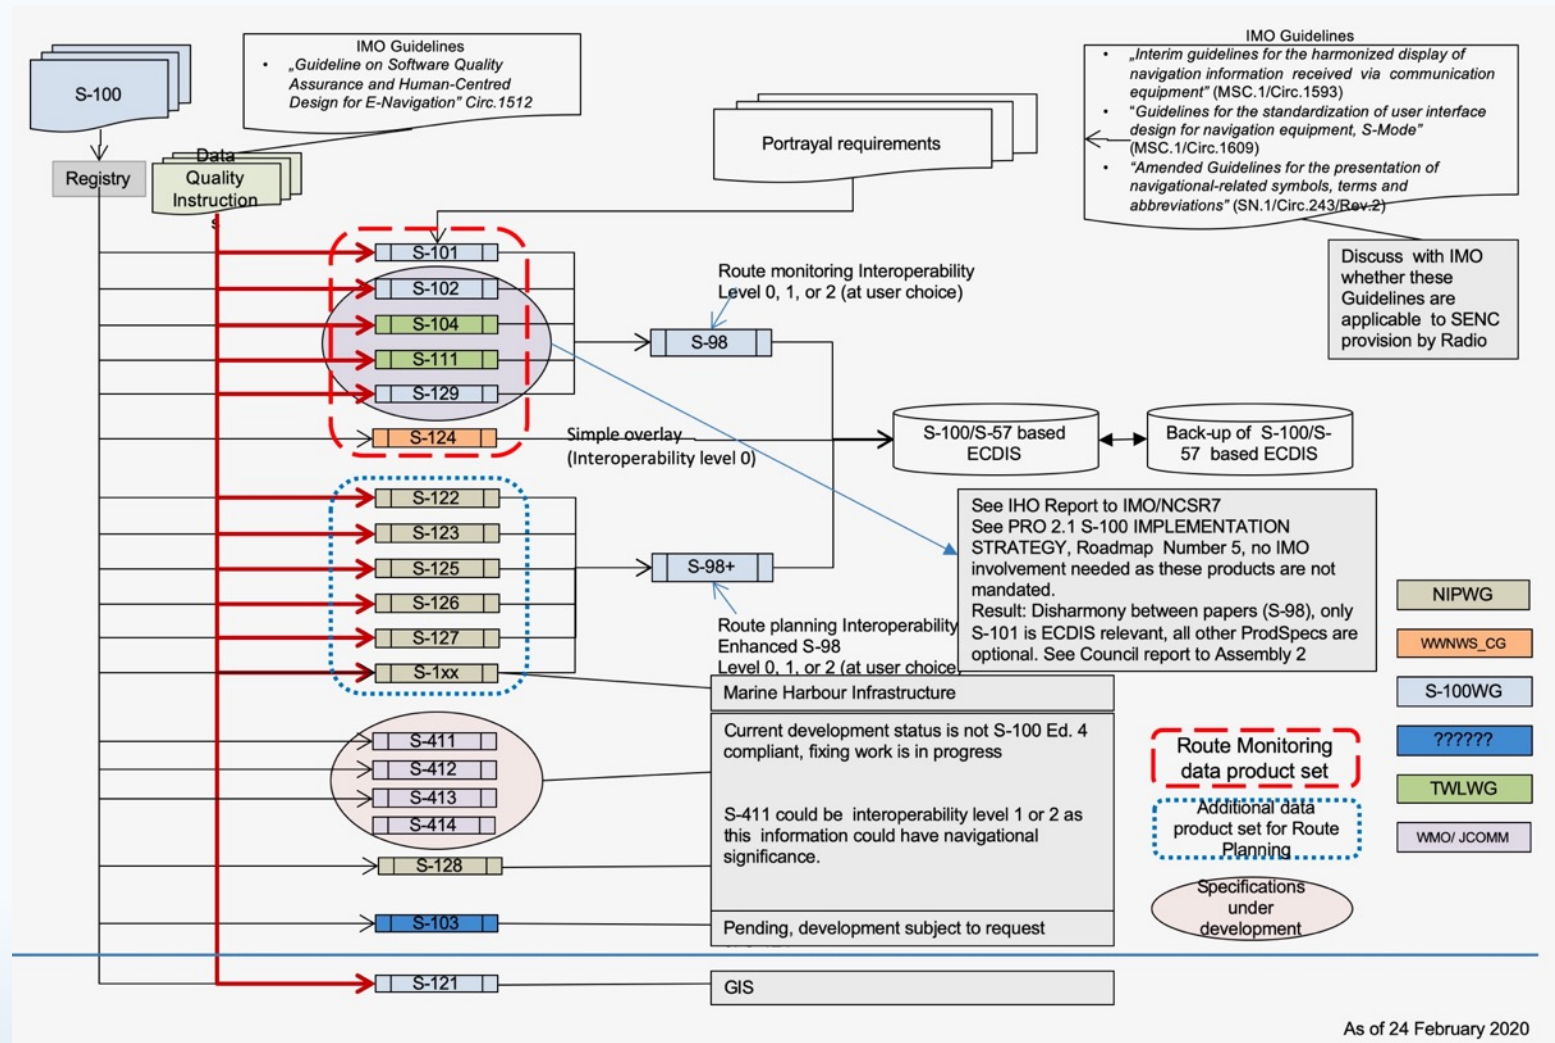 S-100
Registry
IMO Guidelines
• „Guideline on Software Quality
Assurance and Human-Centred
Design for E-Navigation” Circ.1512
Data
Quality
Instruction
s
Portrayal requirements
IMO Guidelines
• „Interim guidelines for the harmonized display of
navigation information received via communication
equipment” (MSC.1/Circ.1593)
• “Guidelines for the standardization of user interface
design for navigation equipment, S-Mode”
(MSC.1/Circ.1609)
• “Amended Guidelines for the presentation of
navigational-related symbols, terms and
abbreviations” (SN.1/Circ.243/Rev.2)
Discuss with IMO
whether these
Guidelines are
applicable to SENC
provision by Radio
S-101
S-102
S-104
S-111
S-129
S-124
Route monitoring Interoperability
Level 0, 1, or 2 (at user choice)
S-98
Simple overlay
(Interoperability level 0)
S-100/S-57 based
ECDIS
Back-up of S-100/S-
57 based ECDIS
S-122
S-123
S-125
S-126
S-127
S-1xx
S-98+
Route planning Interoperability
Enhanced S-98
Level 0, 1, or 2 (at user choice)
See IHO Report to IMO/NCSR7
See PRO 2.1 S-100 IMPLEMENTATION
STRATEGY, Roadmap Number 5, no IMO
involvement needed as these products are not
mandated.
Result: Disharmony between papers (S-98), only
S-101 is ECDIS relevant, all other ProdSpecs are
optional. See Council report to Assembly 2
Marine Harbour Infrastructure
S-411
S-412
S-413
S-414
S-128
S-103
S-121
Current development status is not S-100 Ed. 4
compliant, fixing work is in progress
S-411 could be interoperability level 1 or 2 as
this information could have navigational
significance.
Pending, development subject to request
GIS
Route Monitoring
data product set
Additional data
product set for Route
Planning
Specifications
under
development
NIPWG
WWNWS_CG
S-100WG
??????
TWLWG
WMO/ JCOMM
As of 24 February 2020